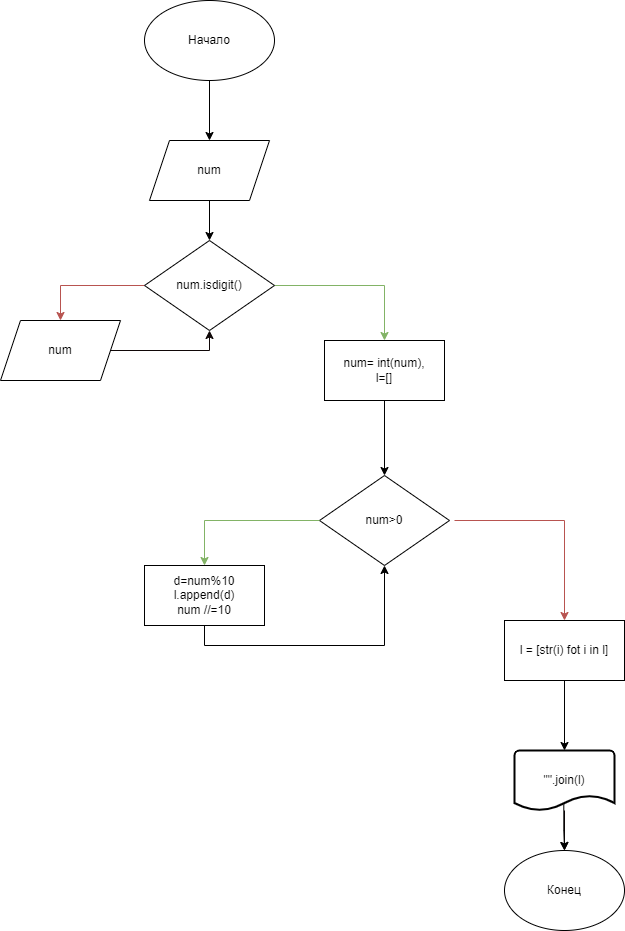 Начало
num
num.isdigit()
num
num= int(num),
l=[]
num>0
d=num%10
l.append(d)
num //=10
l = [str(i) fot i in l]
"".join(l)
Конец